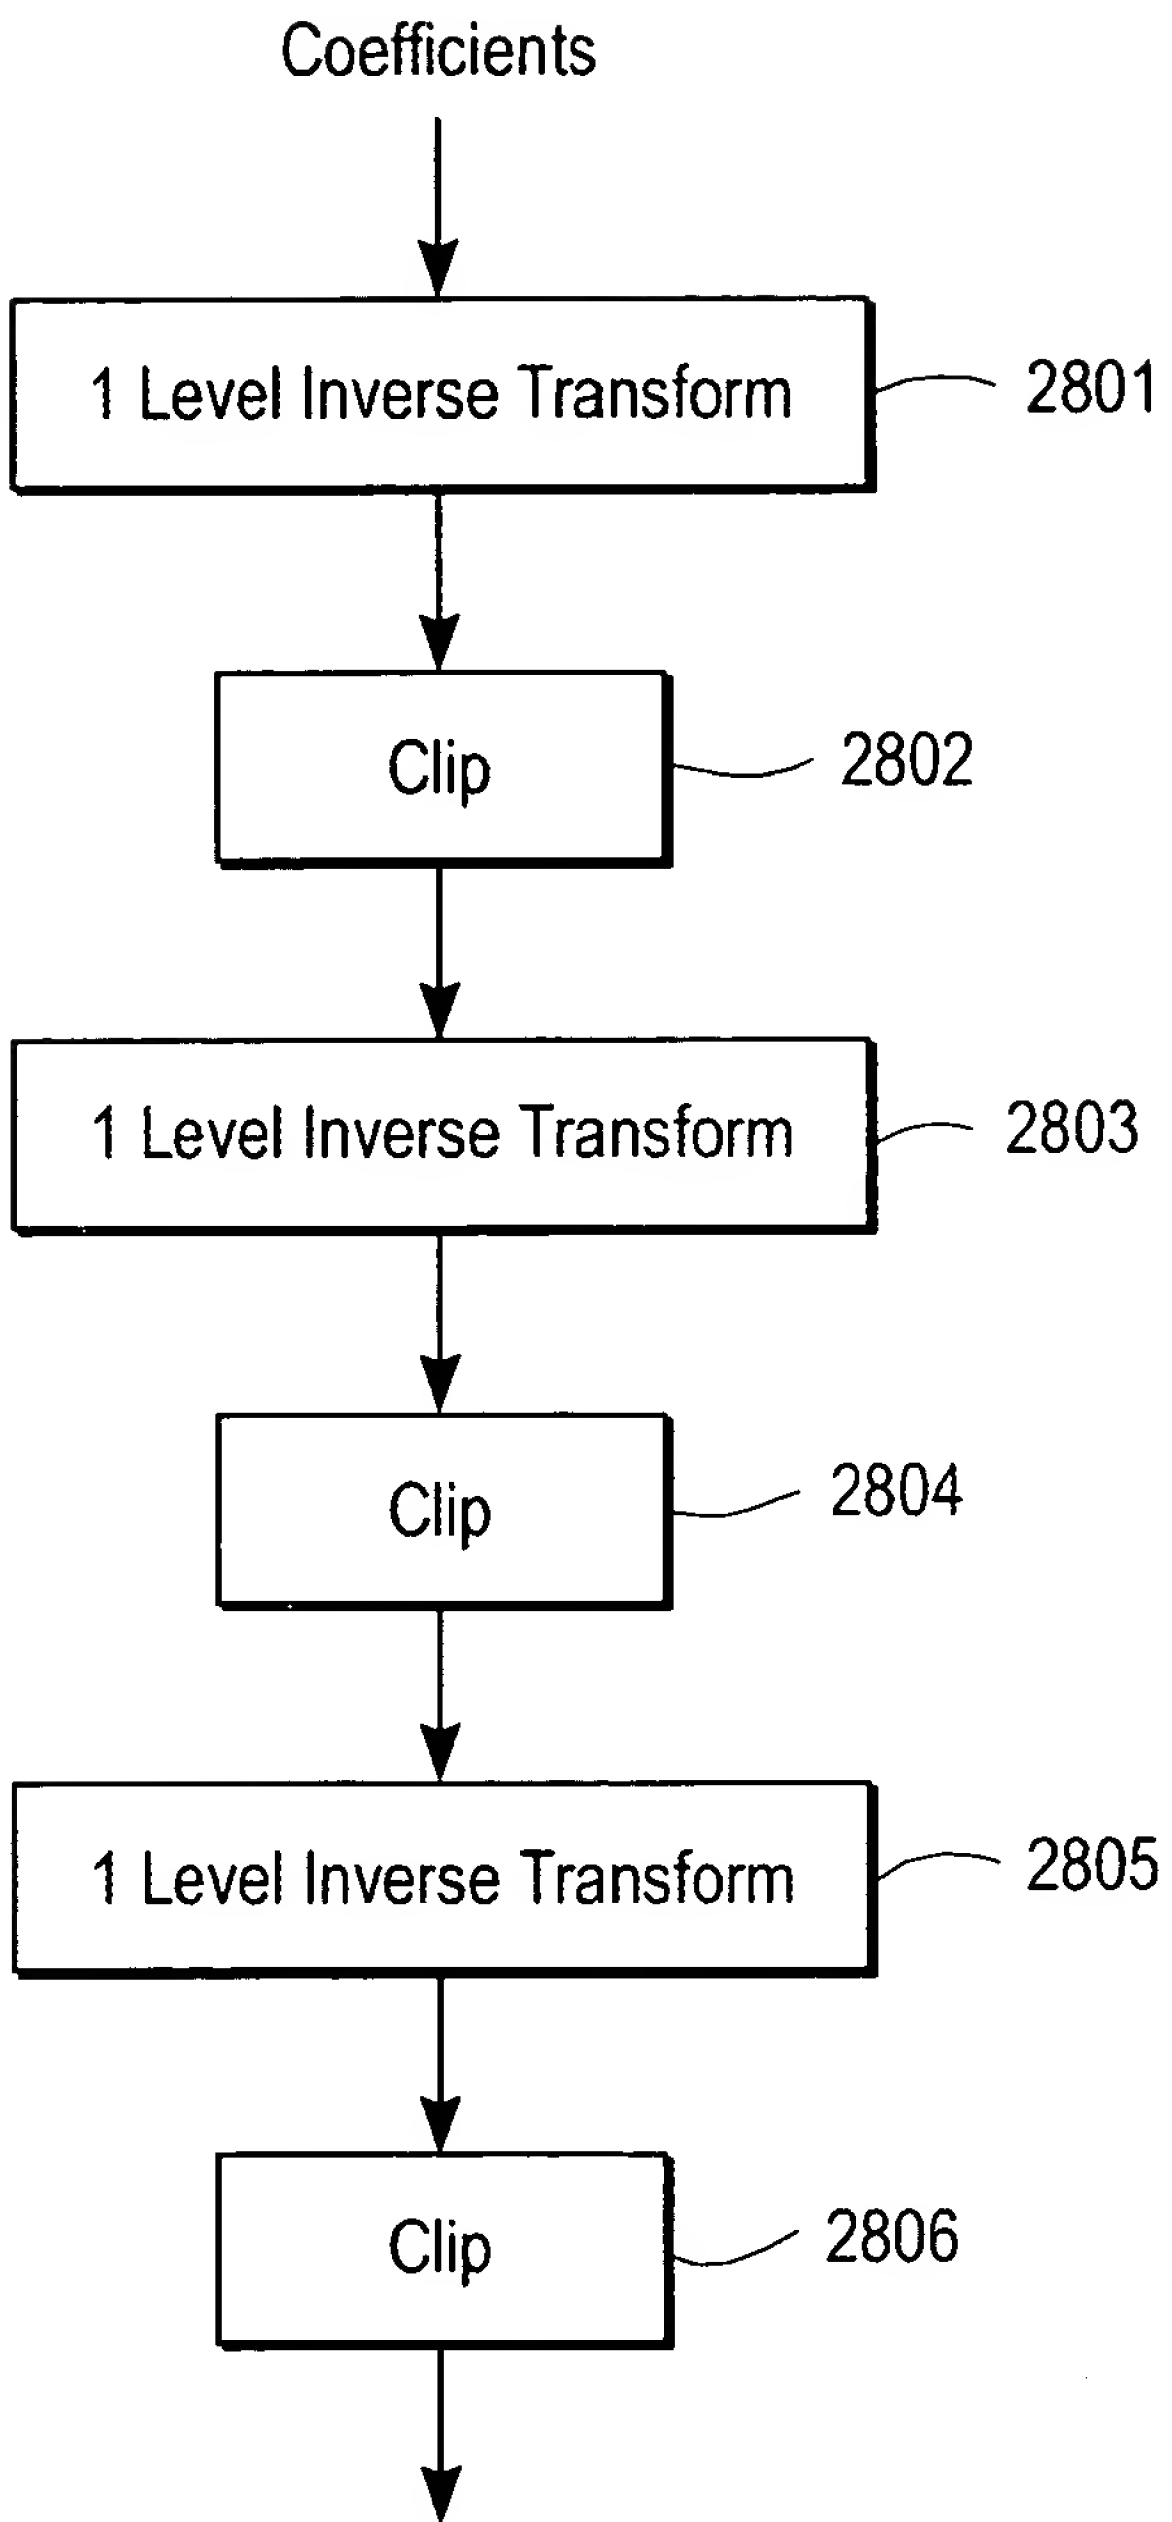 Coefficients
1 Level Inverse Transform
2801
Clip
2802
1 Level Inverse Transform
2803
Clip
2804
1 Level Inverse Transform
2805
Clip
2806